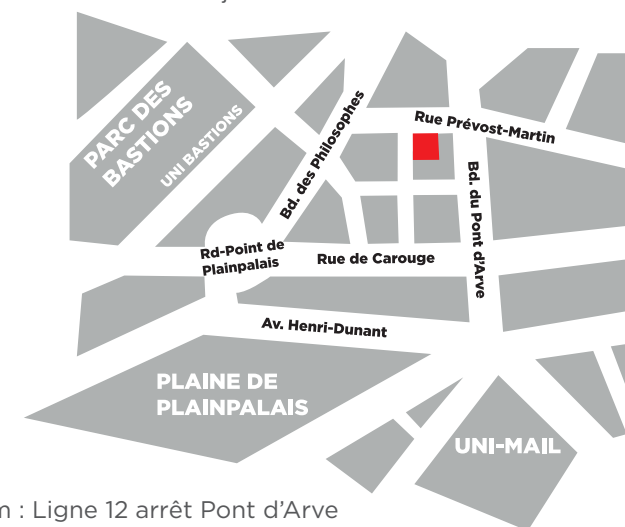 PARC DES
BASTIONS
UNI BASTIONS
Bd. des Philosophes
Rue Prévost-Martin
Bd. du Pont d'Arve
Rd-Point de
Plainpalais
Rue de Carouge
Av. Henri-Dunant
PLAINE DE
PLAINPALAIS
UNI-MAIL
: Ligne 12 arrêt Pont d'Arve